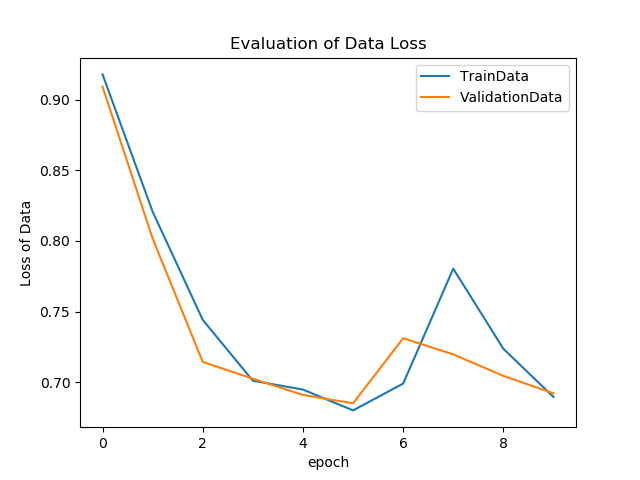 Evaluation of Data Loss
TrainData
ValidationData
0.90
0.85
0.80
0.75
0.70
Loss of Data
0 2 4 6 8
epoch